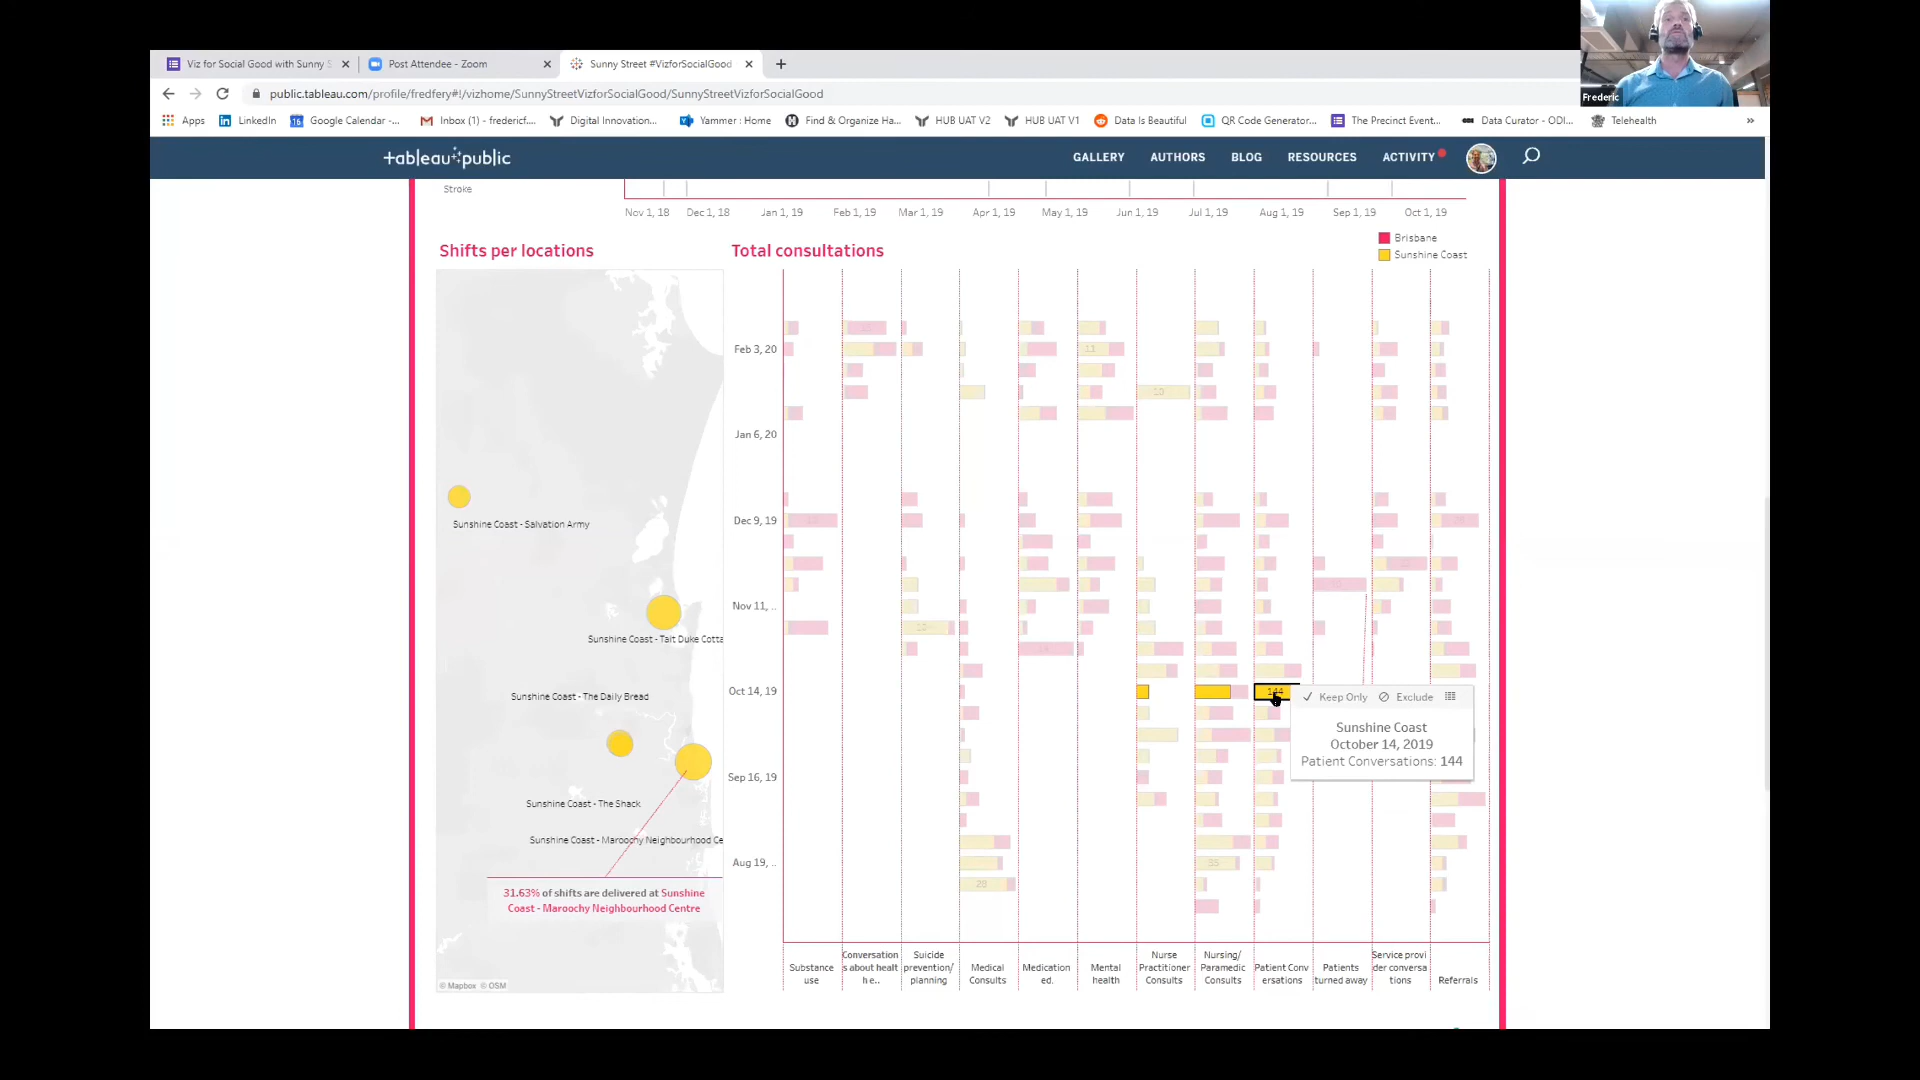 Viz for Social Good with Sunny S
Post Attendee - Zoom
Sunny Street #VizforSocialGood
public.tableau.com/profile/fredfery#!/vizhome/SunnyStreetVizforSocialGood/SunnyStreetVizforSocialGood
Frederic
Apps
LinkedIn
Google Calendar -...
Inbox (1) - fredericf....
Digital Innovation...
Yammer : Home
Find & Organize Ha...
HUB UAT V2
HUB UAT V1
Data Is Beautiful
QR Code Generator...
The Precinct Event...
Data Curator - ODI...
Telehealth
»
+ableau+public
GALLERY
AUTHORS
BLOG
RESOURCES
ACTIVITY
Stroke
Nov 1, 18
Dec 1, 18
Jan 1, 19
Feb 1, 19
Mar 1, 19
Apr 1, 19
May 1, 19
Jun 1, 19
Jul 1, 19
Aug 1, 19
Sep 1, 19
Oct 1, 19
Shifts per locations
Total consultations
Brisbane
Sunshine Coast
Feb 3, 20
11
10
Jan 6, 20
Sunshine Coast - Salvation Army
Dec 9, 19
Nov 11, ..
Sunshine Coast - Tait Duke Cotta
Sunshine Coast - The Daily Bread
Oct 14, 19
144
Keep Only
Exclude
Sunshine Coast
October 14, 2019
Patient Conversations: 144
Sep 16, 19
Sunshine Coast - The Shack
Sunshine Coast - Maroochy Neighbourhood Ce
Aug 19, ..
35
28
31.63% of shifts are delivered at Sunshine
Coast - Maroochy Neighbourhood Centre
© Mapbox © OSM
Substance
use
Conversation
s about healt
h e..
Suicide
prevention/
planning
Medical
Consults
Medication
ed.
Mental
health
Nurse
Practitioner
Consults
Nursing/
Paramedic
Consults
Patient Conv
ersations
Patients
turned away
Service provi
der conversa
tions
Referrals